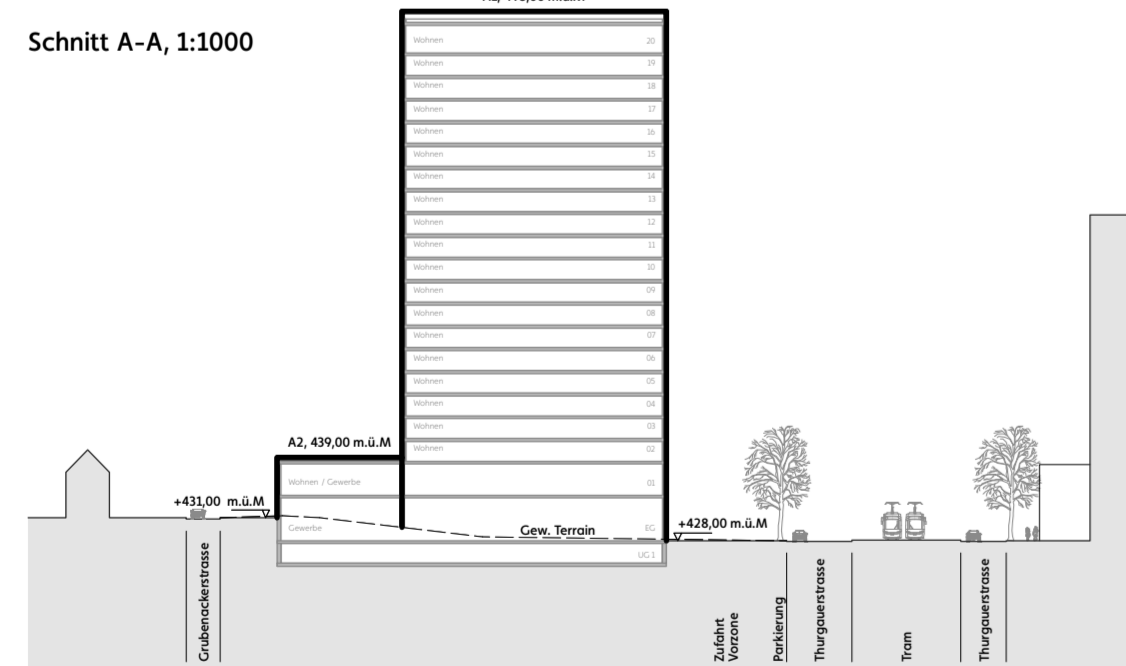 Schnitt A-A, 1:1000
Wohnen 20
Wohnen 19
Wohnen 18
Wohnen 17
Wohnen 16
Wohnen 15
Wohnen 14
Wohnen 13
Wohnen 12
Wohnen 11
Wohnen 10
Wohnen 09
Wohnen 08
Wohnen 07
Wohnen 06
Wohnen 05
Wohnen 04
Wohnen 03
A2, 439,00 m.ü.M
Wohnen 02
Wohnen / Gewerbe 01
+431,00 m.ü.M
Gewerbe EG
Gew. Terrain
+428,00 m.ü.M
UG 1
Grubenackerstrasse
Zufahrt
Vorzone
Parkierung
Thurgauerstrasse
Tram
Thurgauerstrasse